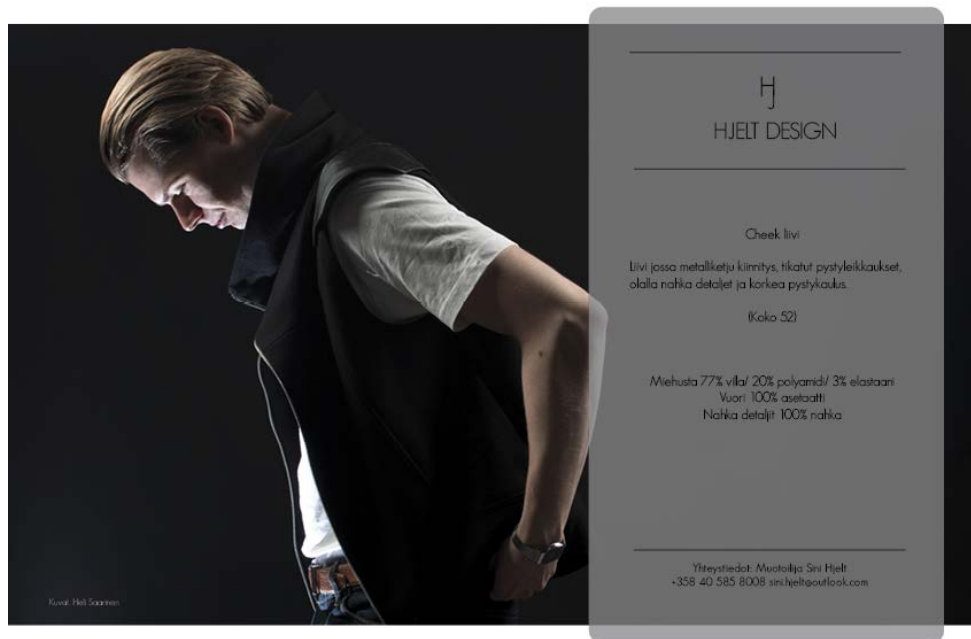 HJ
HJELT DESIGN
Cheek liivi
Liivi jossa metalliketju kiinnitys, tikatut pystyleikkaukset,
olalla nahka detaljet ja korkea pystykaulus.
(Koko 52)
Miehusta 77% villa/ 20% polyamidi/ 3% elastaani
Vuori 100% asetaatti
Nahka detaljit 100% nahka
Yhteystiedot: Muotoilija Sini Hjelt
+358 40 585 8008 sini.hjelt@outlook.com
Kuvat: Heli Saarinen